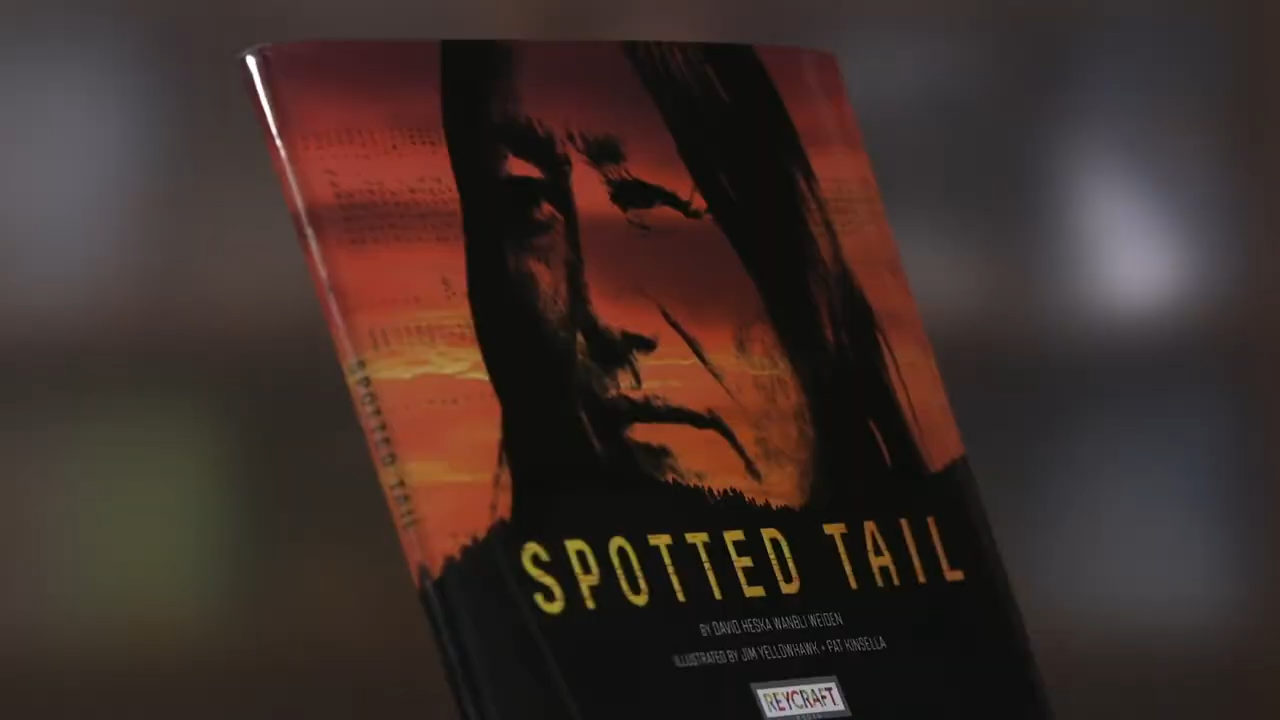 SPOTTED TAIL
SPOTTED TAIL
BY DAVID HESKA WANBLI WEIDEN
ILLUSTRATED BY JIM YELLOWHAWK • PAT KINSELLA
REYCRAFT